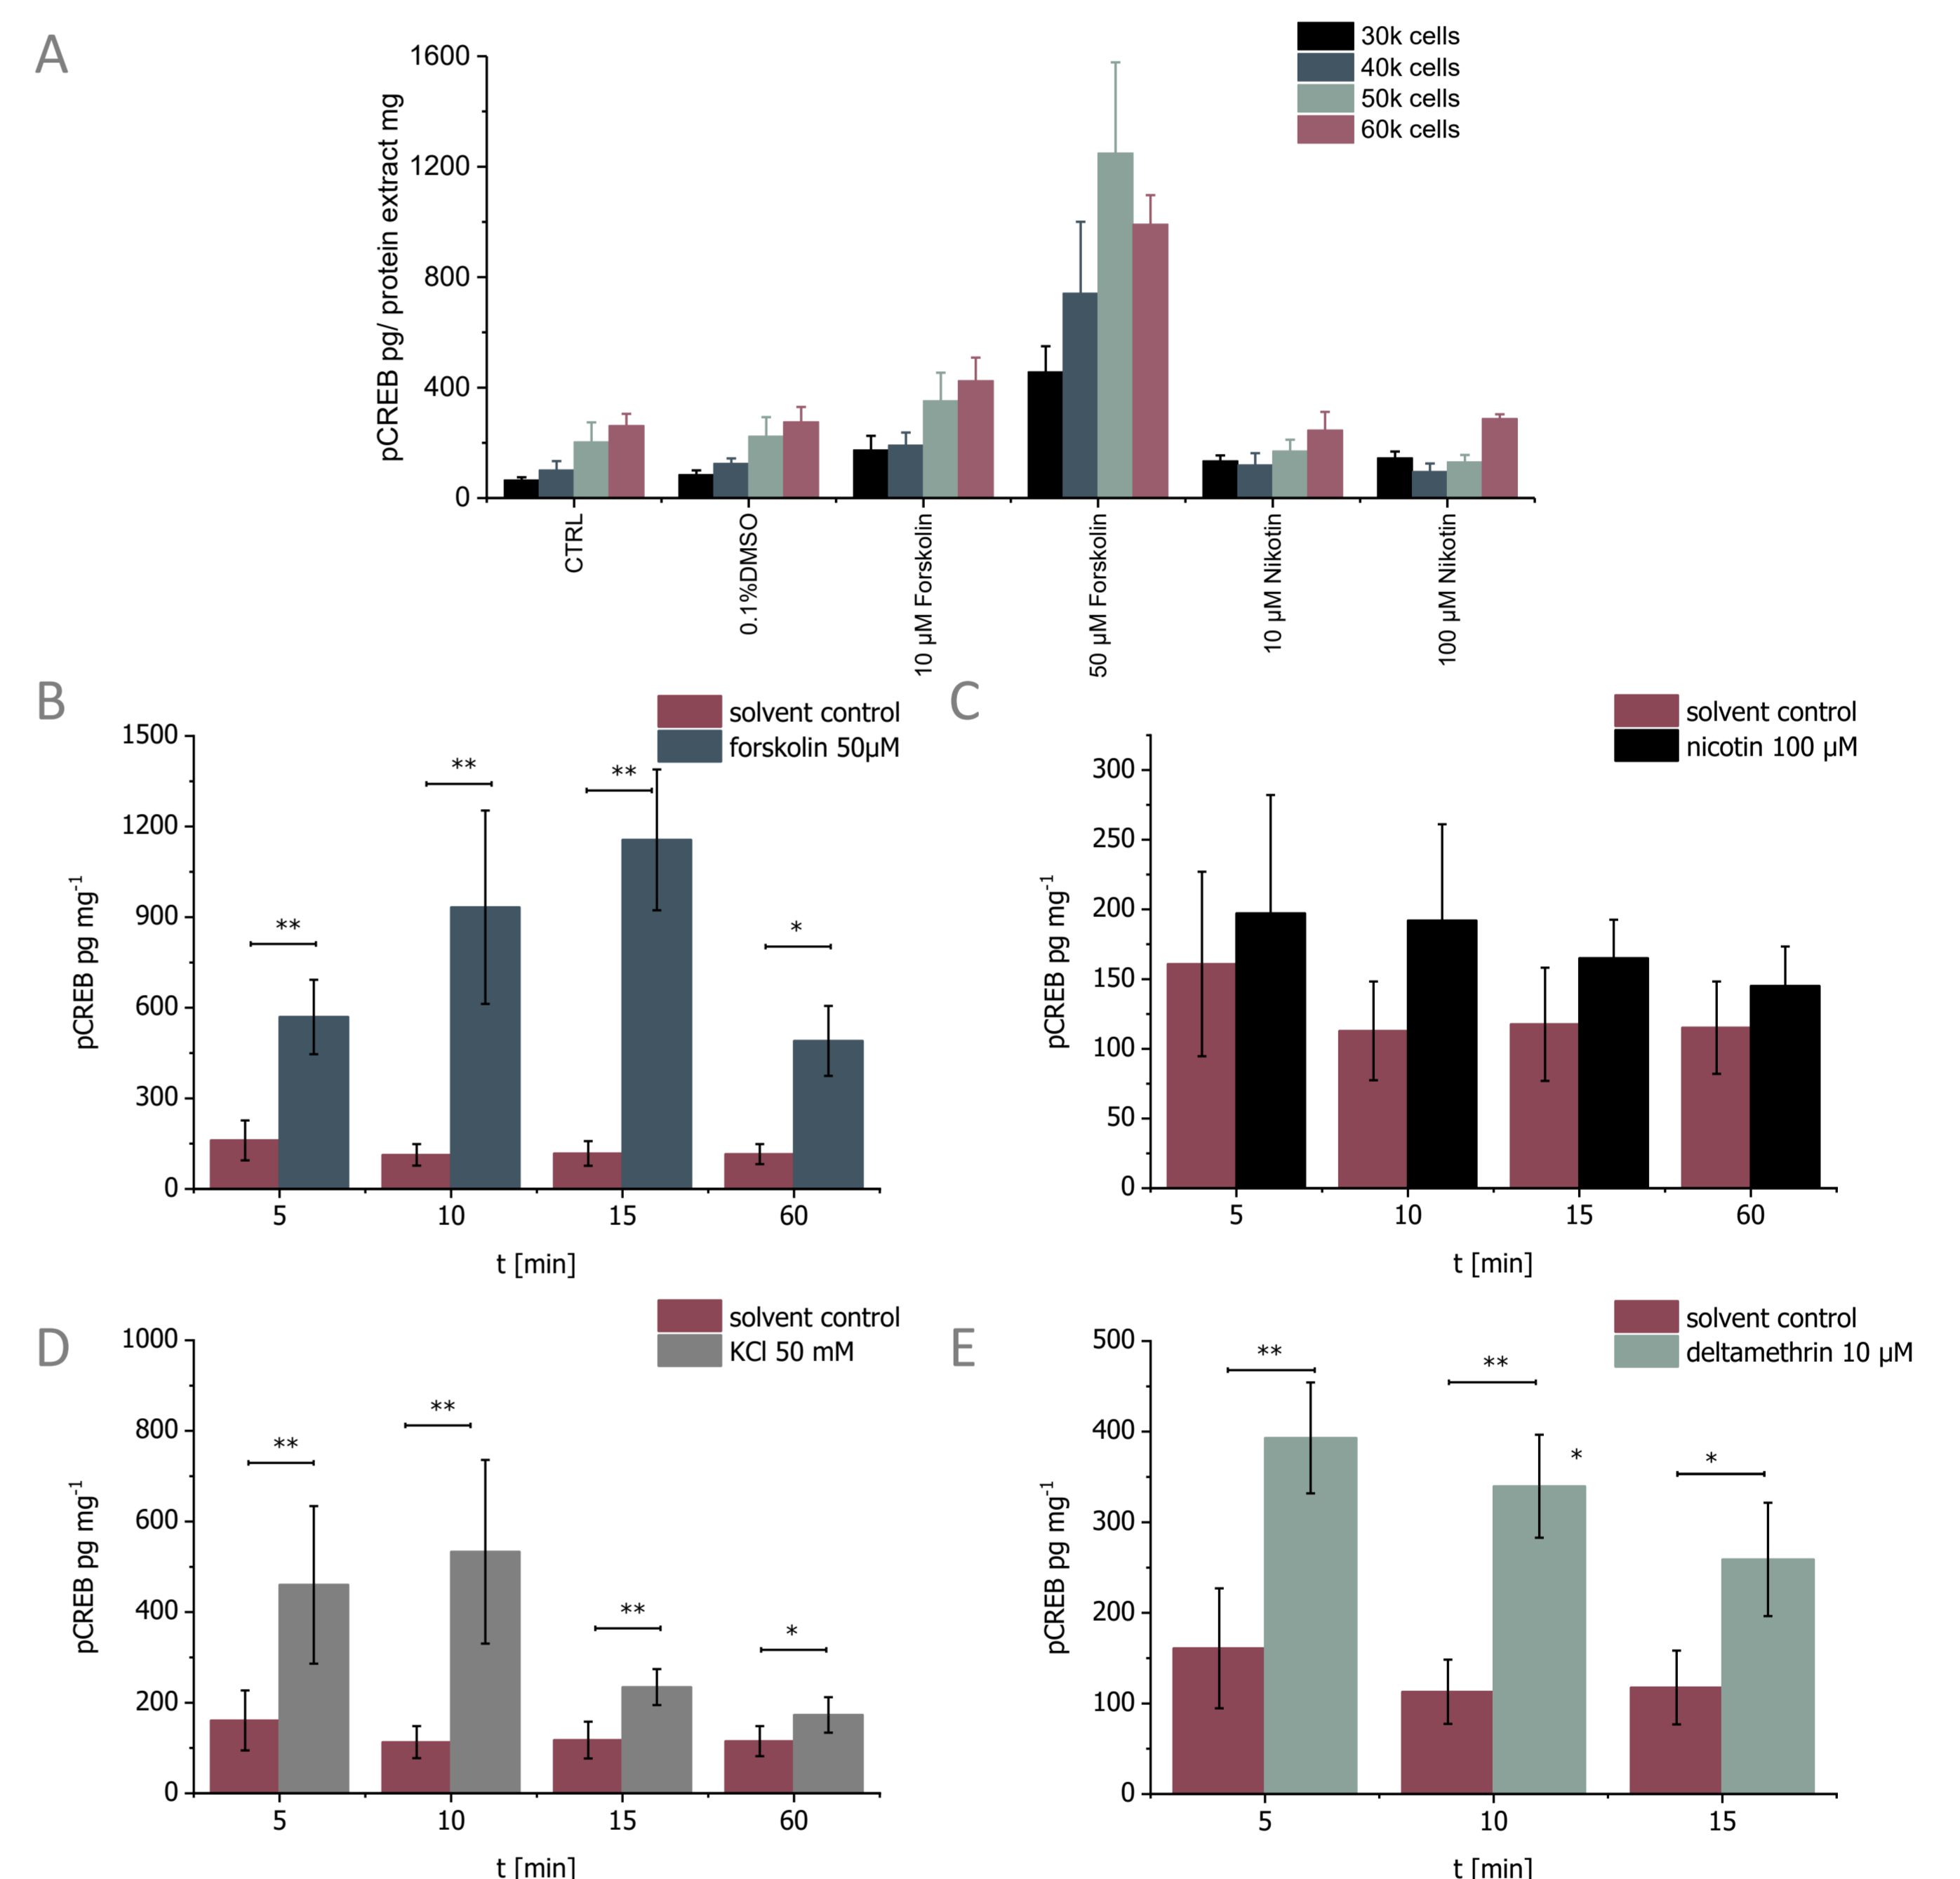 A
30k cells
40k cells
50k cells
60k cells
pCREB pg/ protein extract mg
1600
1200
800
400
0
CTRL
0.1%DMSO
10 µM Forskolin
50 µM Forskolin
10 µM Nikotin
100 µM Nikotin
B
solvent control
forskolin 50µM
pCREB pg mg-1
1500
1200
900
600
300
0
**
**
**
*
5 10 15 60
t [min]
C
solvent control
nicotin 100 µM
pCREB pg mg-1
300
250
200
150
100
50
0
5 10 15 60
t [min]
D
solvent control
KCl 50 mM
pCREB pg mg-1
1000
800
600
400
200
0
**
**
**
*
5 10 15 60
t [min]
E
solvent control
deltamethrin 10 µM
pCREB pg mg-1
500
400
300
200
100
0
**
**
*
*
5 10 15
t [min]